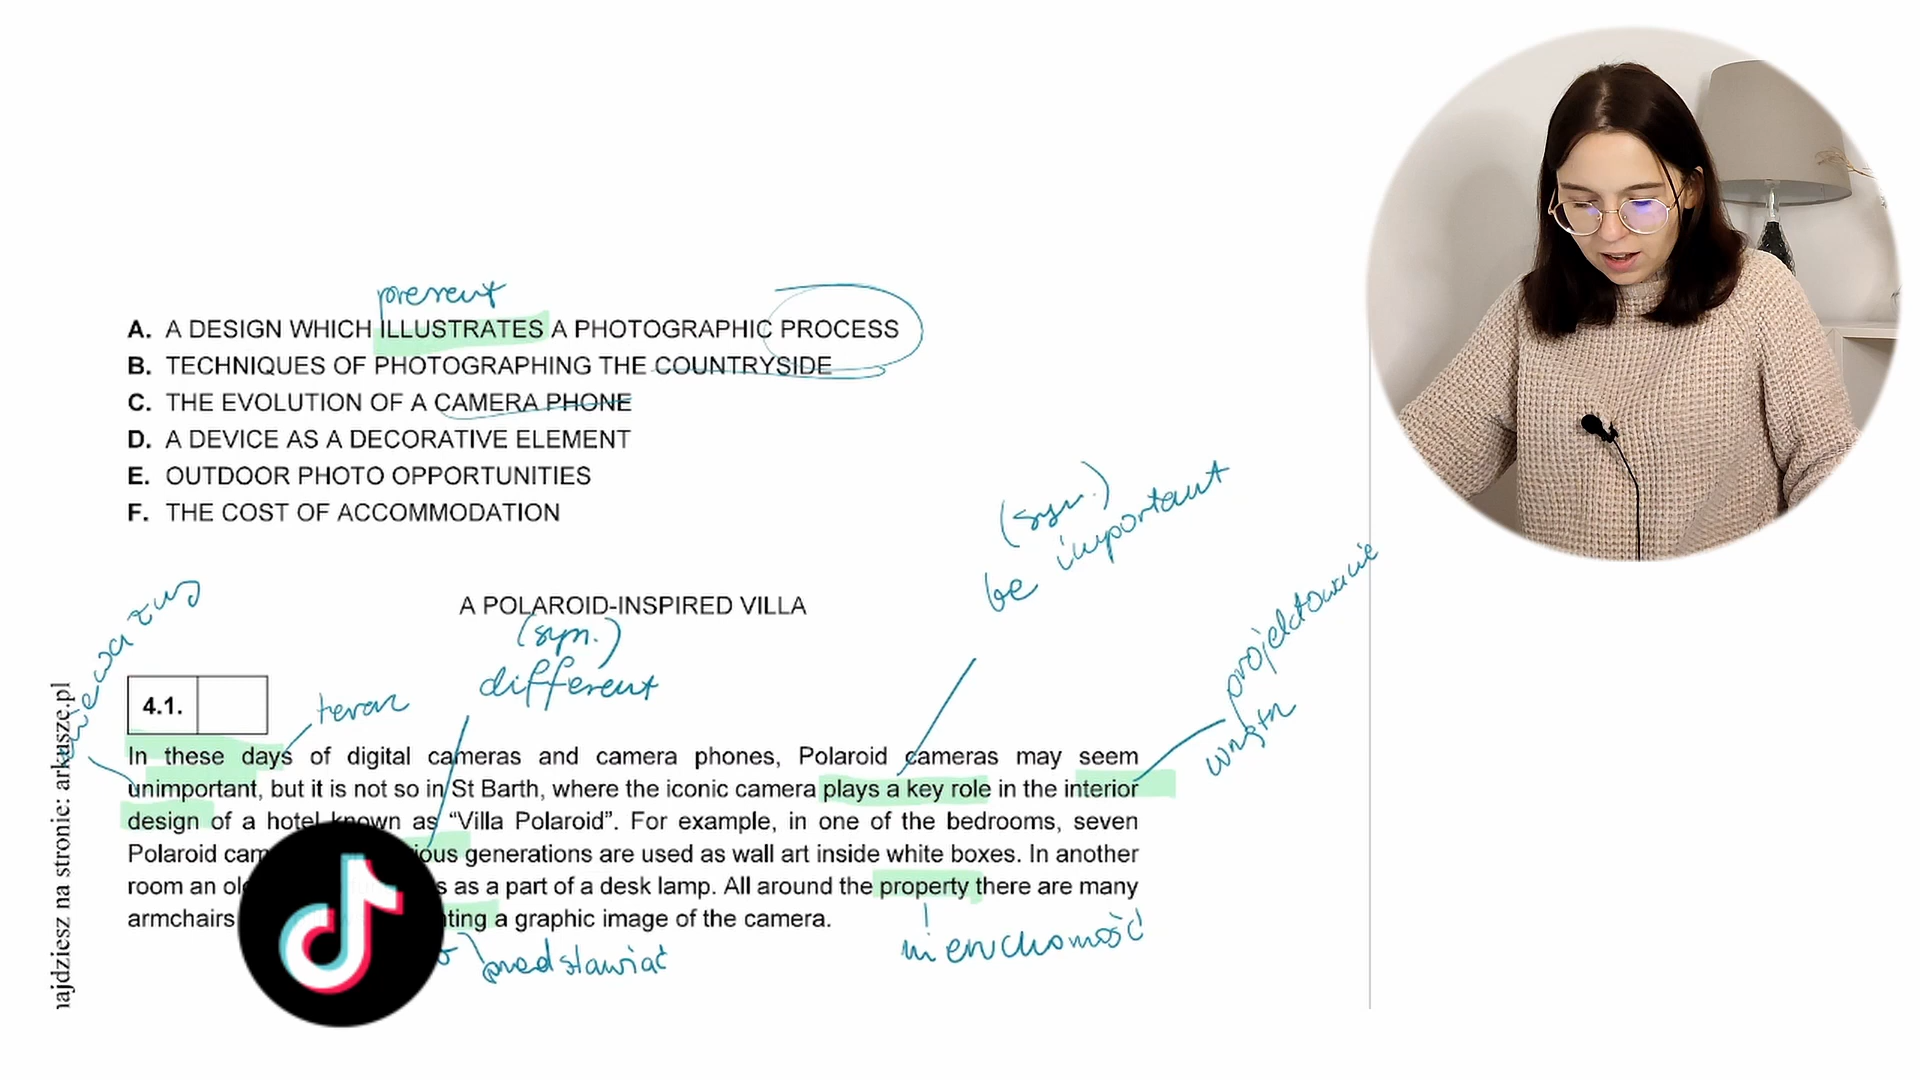 present
A. A DESIGN WHICH ILLUSTRATES A PHOTOGRAPHIC PROCESS
B. TECHNIQUES OF PHOTOGRAPHING THE COUNTRYSIDE
C. THE EVOLUTION OF A CAMERA PHONE
D. A DEVICE AS A DECORATIVE ELEMENT
E. OUTDOOR PHOTO OPPORTUNITIES
F. THE COST OF ACCOMMODATION
(syn.)
be important
A POLAROID-INSPIRED VILLA
(syn.)
different
projektowanie
wnętrz
4.1.
teraz
In these days of digital cameras and camera phones, Polaroid cameras may seem
unimportant, but it is not so in St Barth, where the iconic camera plays a key role in the interior
design of a hotel known as “Villa Polaroid”. For example, in one of the bedrooms, seven
Polaroid generations are used as wall art inside white boxes. In another
room an as a part of a desk lamp. All around the property there are many
armchairs a graphic image of the camera.
przedstawiać
nieruchomość
najdziesz na stronie: arkusze.pl